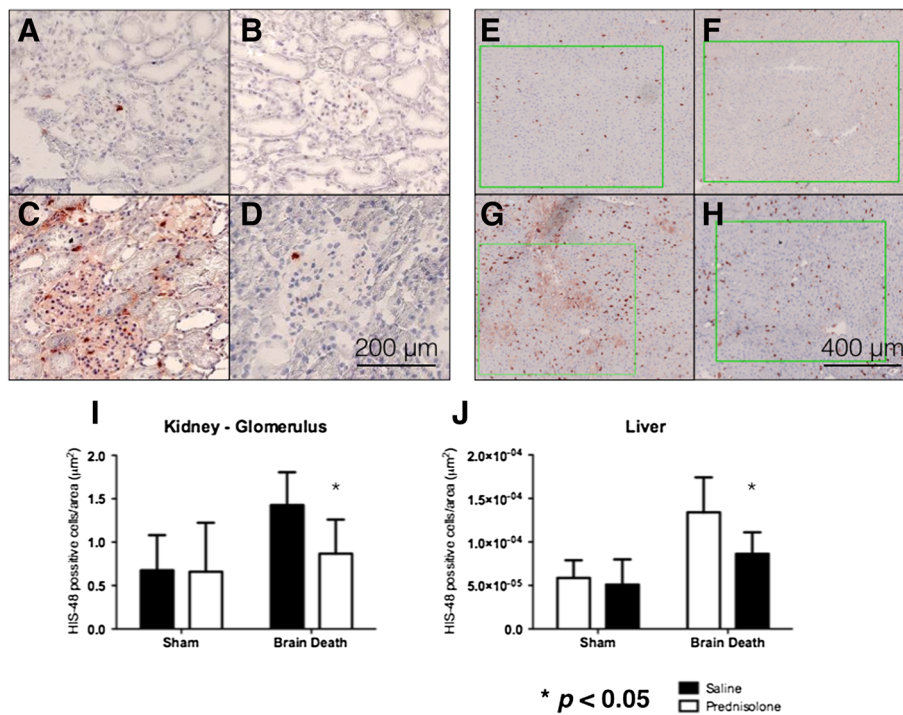 A
B
C
D
200 µm
E
F
G
H
400 µm
I
Kidney - Glomerulus
HIS-48 possitive cells/area (µm²)
2.0
1.5
1.0
0.5
0.0
*
Sham
Brain Death
J
Liver
HIS-48 possitive cells/area (µm²)
2.0×10⁻⁰⁴
1.5×10⁻⁰⁴
1.0×10⁻⁰⁴
5.0×10⁻⁰⁵
0.0
*
Sham
Brain Death
* p < 0.05
Saline
Prednisolone